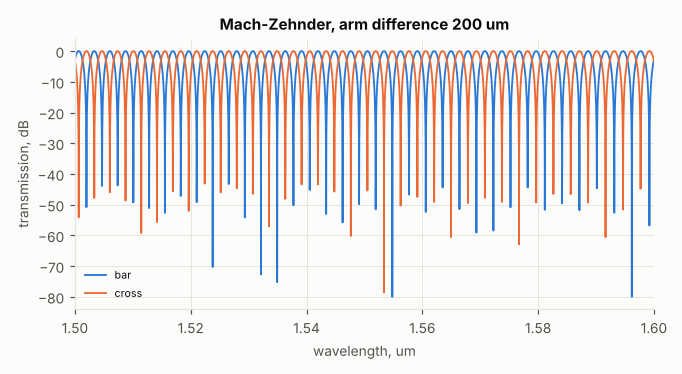 Mach-Zehnder, arm difference 200 um
transmission, dB
0
−10
−20
−30
−40
−50
−60
−70
−80
bar
cross
1.50 1.52 1.54 1.56 1.58 1.60
wavelength, um